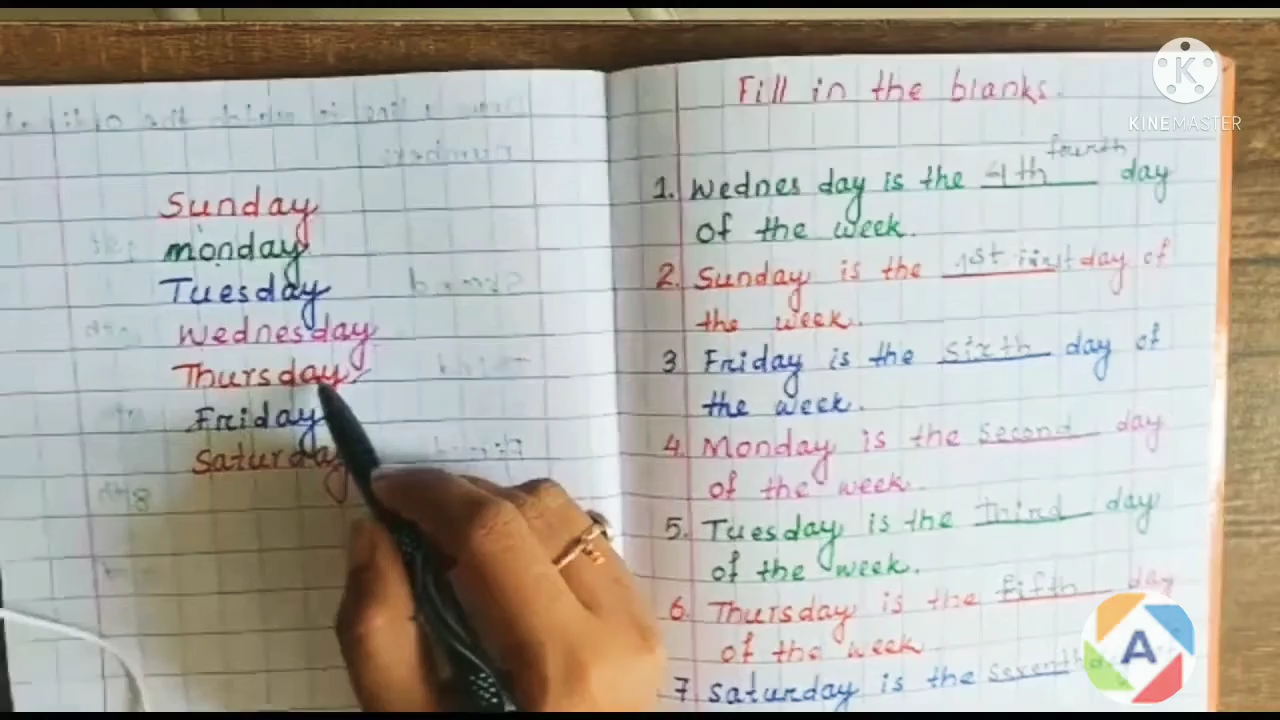 Sunday
monday
Tuesday
Wednesday
Thursday
Friday
Saturday
Fill in the blanks.
fourth
1. Wednes day is the 4th day
of the week.
2. Sunday is the 1st first day of
the week.
3 Friday is the sixth day of
the week.
4. Monday is the second day
of the week.
5. Tuesday is the third day
of the week.
6. Thursday is the fifth day
of the week
7 Saturday is the seventh
KINEMASTER
K
A